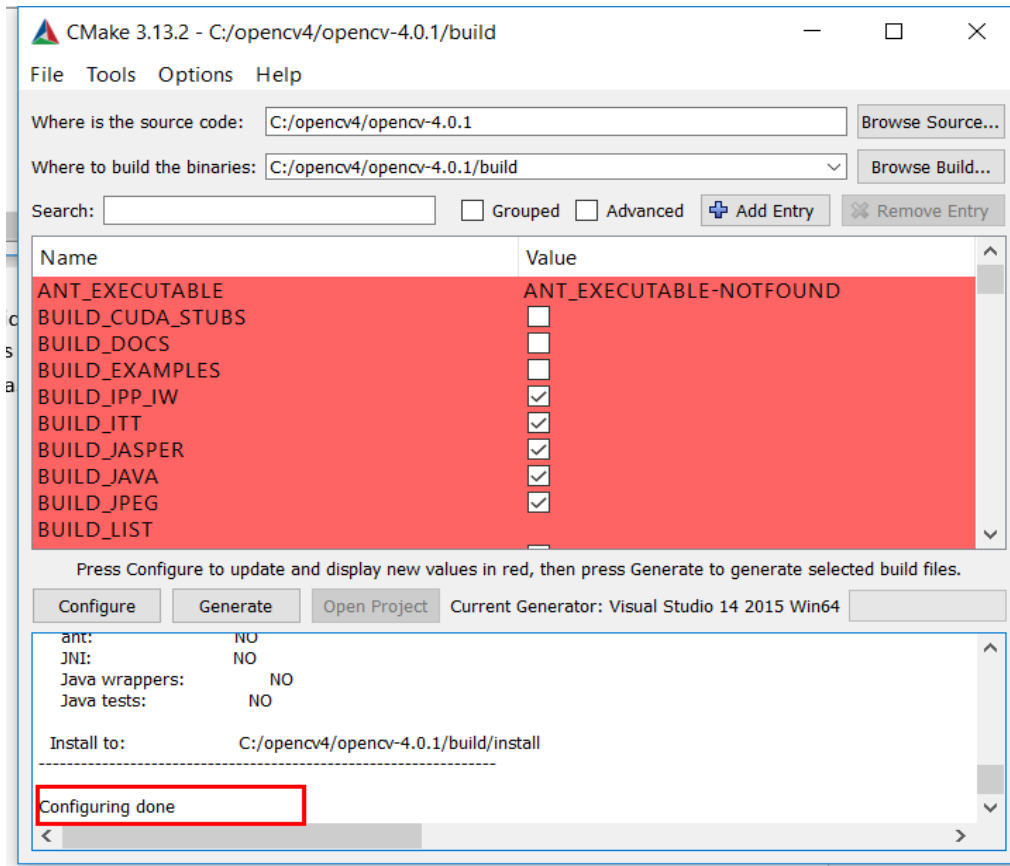 CMake 3.13.2 - C:/opencv4/opencv-4.0.1/build
File Tools Options Help
Where is the source code: C:/opencv4/opencv-4.0.1 Browse Source...
Where to build the binaries: C:/opencv4/opencv-4.0.1/build Browse Build...
Search: Grouped Advanced Add Entry Remove Entry
Name Value
ANT_EXECUTABLE ANT_EXECUTABLE-NOTFOUND
BUILD_CUDA_STUBS
BUILD_DOCS
BUILD_EXAMPLES
BUILD_IPP_IW
BUILD_ITT
BUILD_JASPER
BUILD_JAVA
BUILD_JPEG
BUILD_LIST
Press Configure to update and display new values in red, then press Generate to generate selected build files.
Configure Generate Open Project Current Generator: Visual Studio 14 2015 Win64
ant: NO
JNI: NO
Java wrappers: NO
Java tests: NO
Install to: C:/opencv4/opencv-4.0.1/build/install
-----------------------------------------------------------------
Configuring done